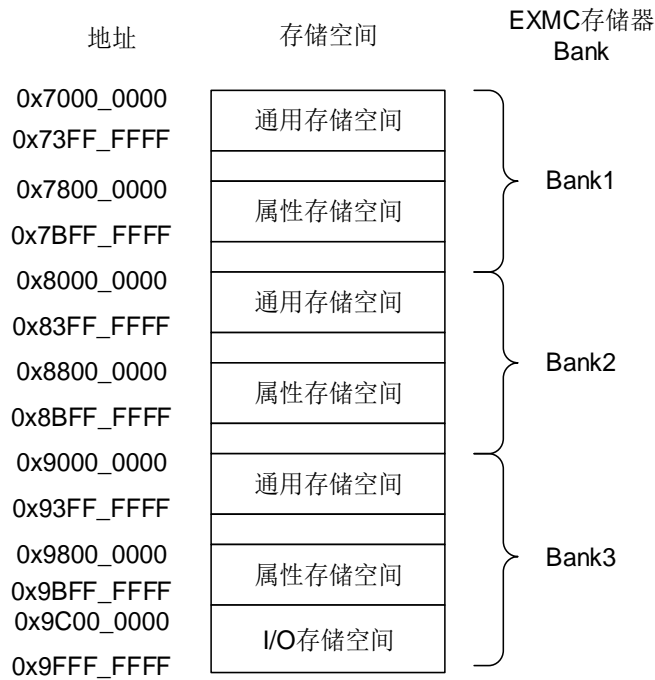 地址
存储空间
EXMC存储器
Bank
0x7000_0000
通用存储空间
0x73FF_FFFF
0x7800_0000
属性存储空间
0x7BFF_FFFF
Bank1
0x8000_0000
通用存储空间
0x83FF_FFFF
0x8800_0000
属性存储空间
0x8BFF_FFFF
Bank2
0x9000_0000
通用存储空间
0x93FF_FFFF
0x9800_0000
属性存储空间
0x9BFF_FFFF
0x9C00_0000
I/O存储空间
0x9FFF_FFFF
Bank3